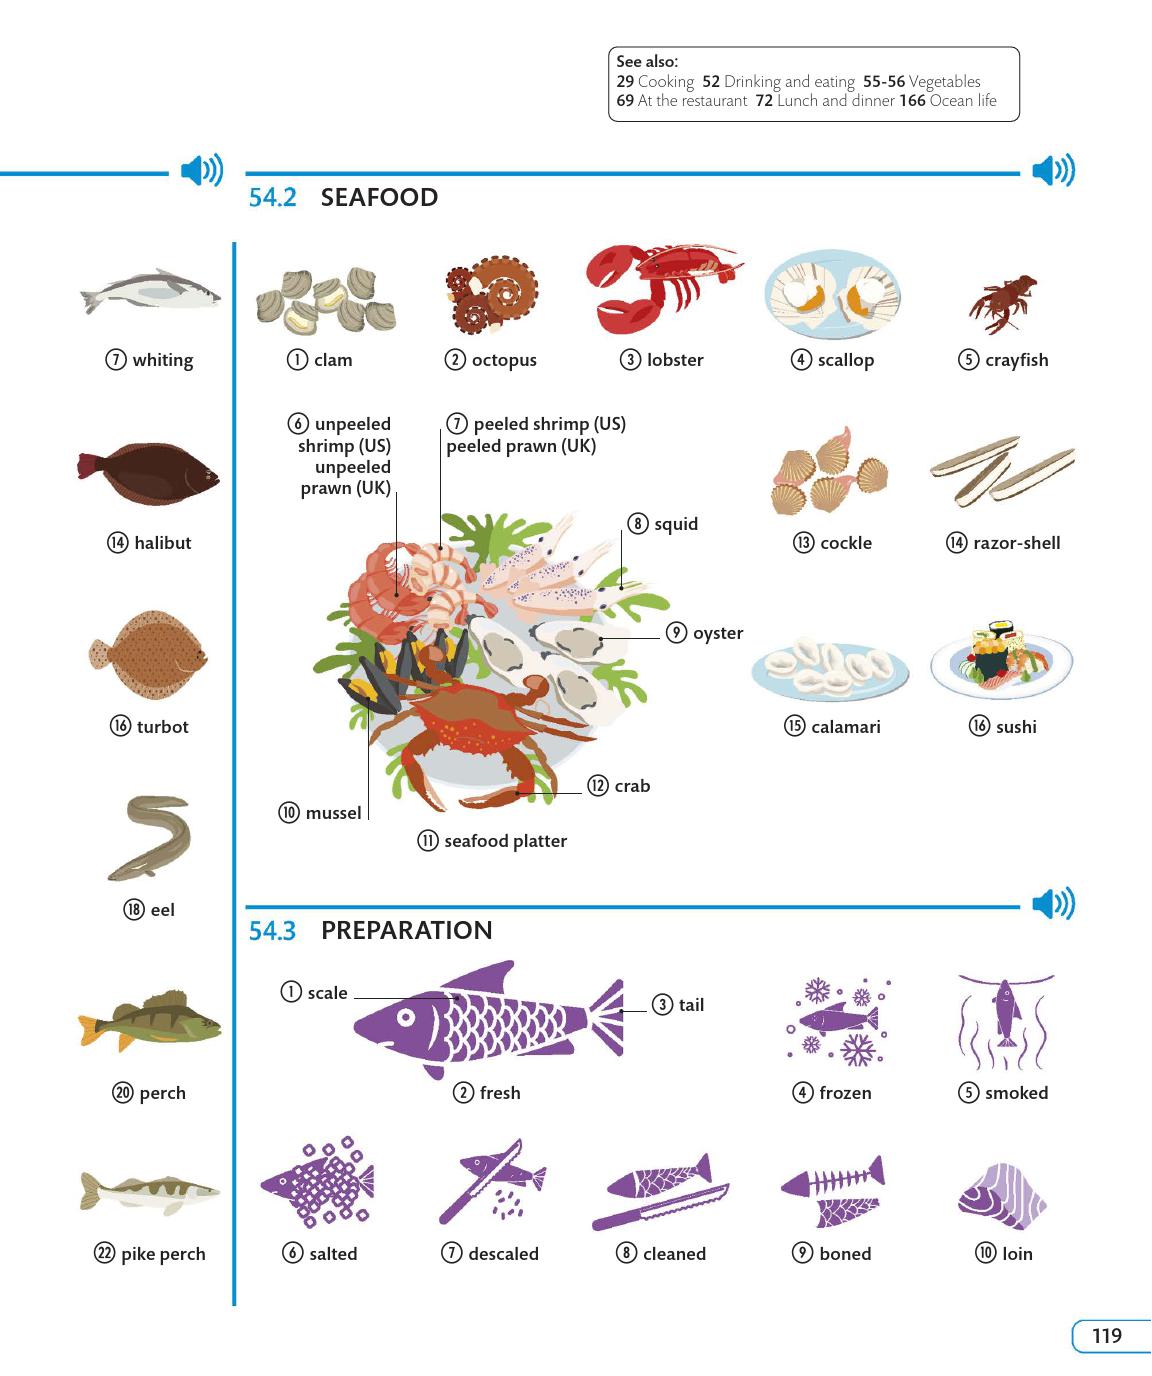 See also:
29 Cooking 52 Drinking and eating 55-56 Vegetables
69 At the restaurant 72 Lunch and dinner 166 Ocean life
7 whiting
14 halibut
16 turbot
18 eel
20 perch
22 pike perch
54.2 SEAFOOD
1 clam
2 octopus
3 lobster
4 scallop
5 crayfish
6 unpeeled
shrimp (US)
unpeeled
prawn (UK)
7 peeled shrimp (US)
peeled prawn (UK)
8 squid
9 oyster
10 mussel
11 seafood platter
12 crab
13 cockle
14 razor-shell
15 calamari
16 sushi
54.3 PREPARATION
1 scale
2 fresh
3 tail
4 frozen
5 smoked
6 salted
7 descaled
8 cleaned
9 boned
10 loin
119